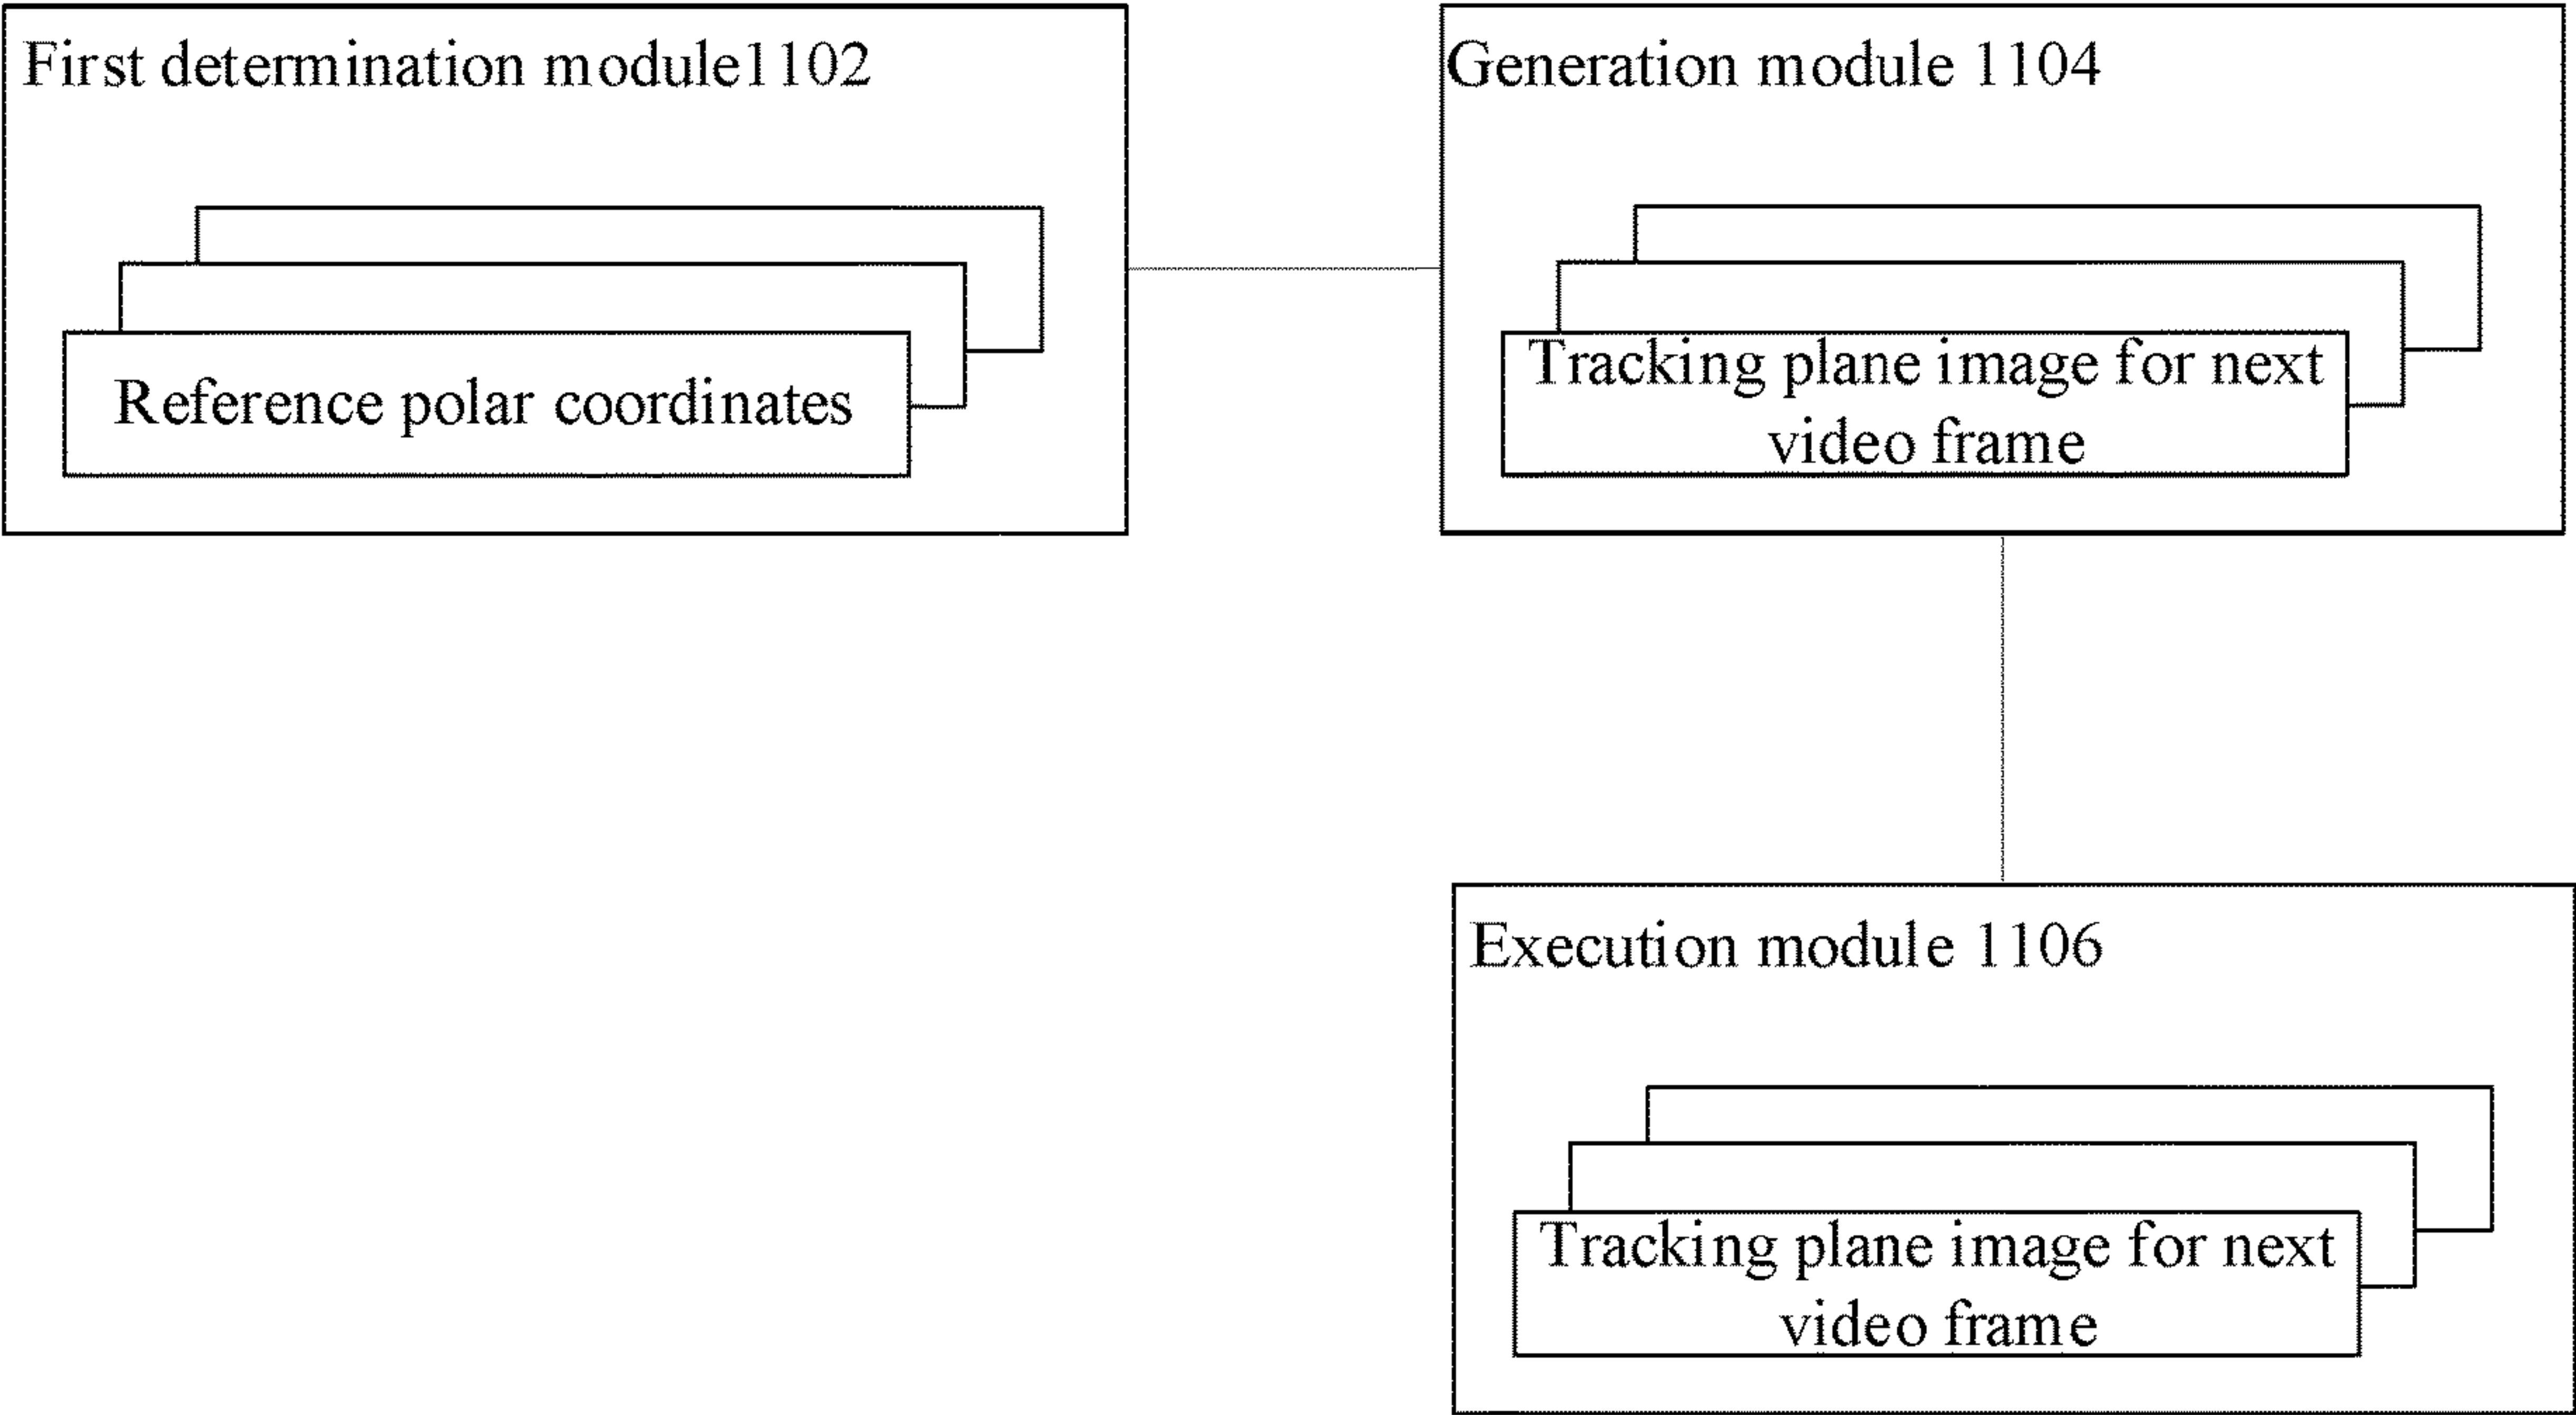 First determination module1102
Reference polar coordinates
Generation module 1104
Tracking plane image for next
video frame
Execution module 1106
Tracking plane image for next
video frame